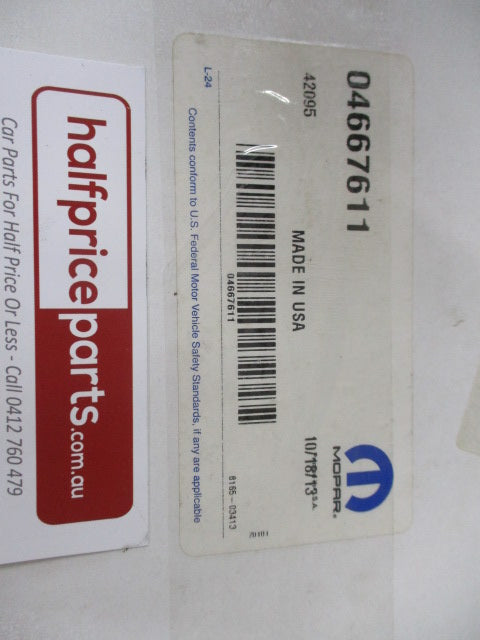 04667611
42095
MADE IN USA
MOPAR®
10/18/13 S.A.
04667611
8165-03413
70101
L-24
Contents conform to U.S. Federal Motor Vehicle Safety Standards, if any are applicable
halfpriceparts.com.au
Car Parts For Half Price Or Less - Call 0412 760 479